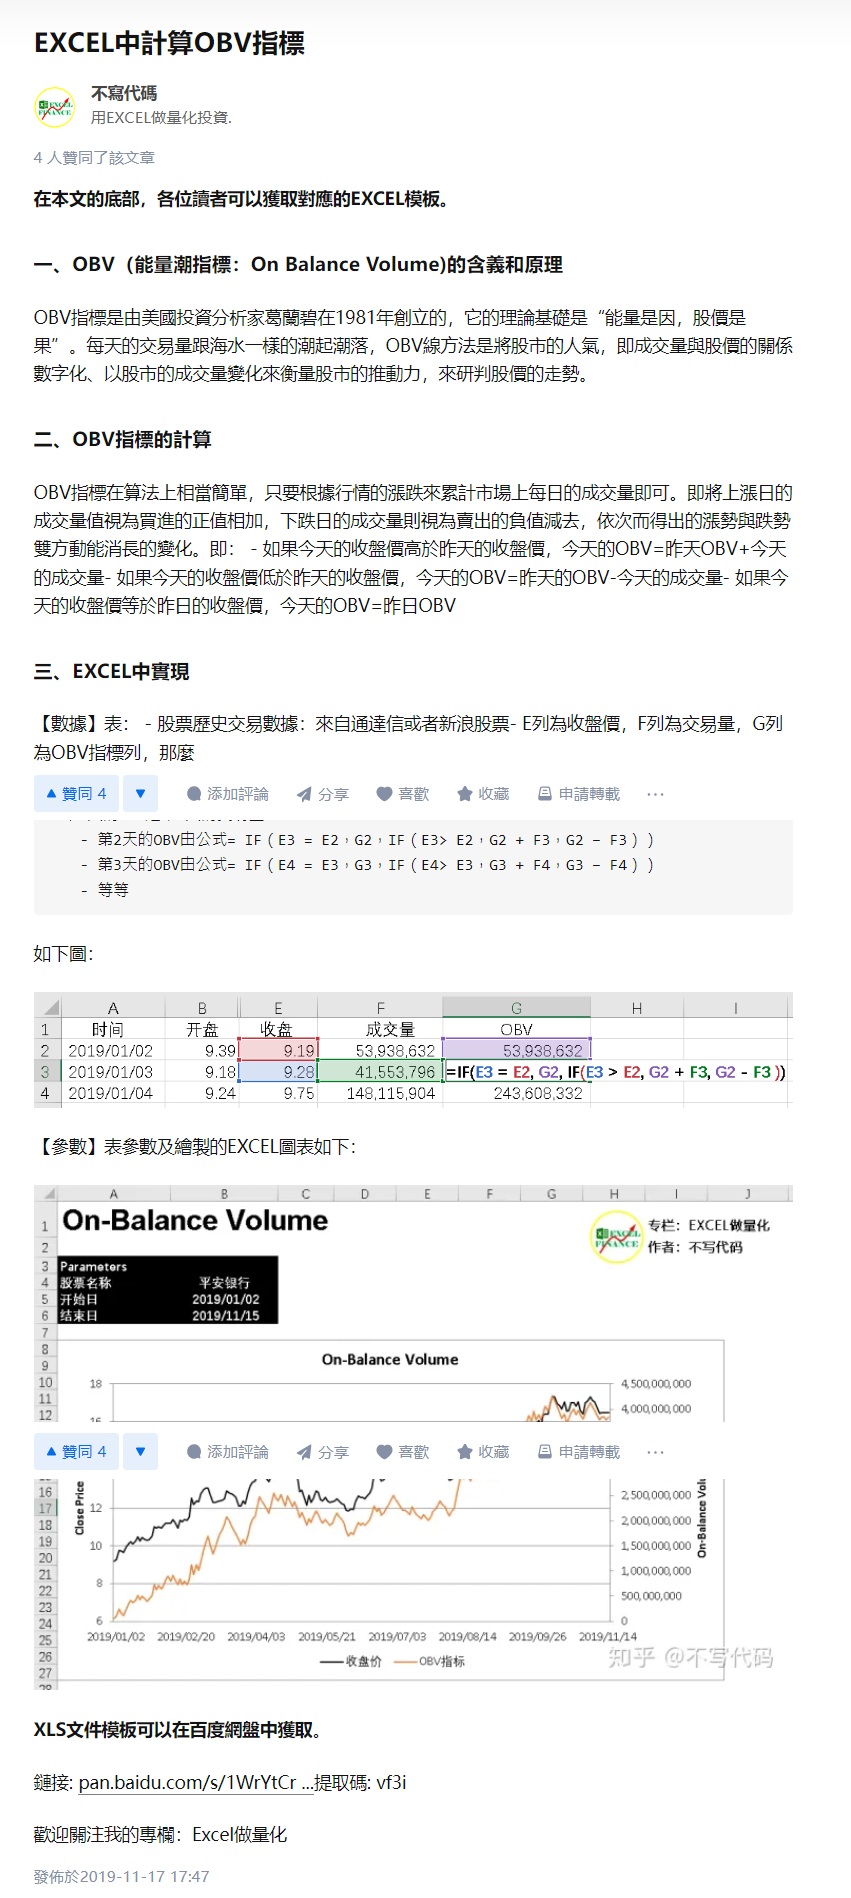 EXCEL中計算OBV指標
不寫代碼
用EXCEL做量化投資.
EXCEL
FINANCE
4 人贊同了該文章
在本文的底部，各位讀者可以獲取對應的EXCEL模板。
一、OBV（能量潮指標：On Balance Volume)的含義和原理
OBV指標是由美國投資分析家葛蘭碧在1981年創立的，它的理論基礎是“能量是因，股價是
果”。每天的交易量跟海水一樣的潮起潮落，OBV線方法是將股市的人氣，即成交量與股價的關係
數字化、以股市的成交量變化來衡量股市的推動力，來研判股價的走勢。
二、OBV指標的計算
OBV指標在算法上相當簡單，只要根據行情的漲跌來累計市場上每日的成交量即可。即將上漲日的
成交量值視為買進的正值相加，下跌日的成交量則視為賣出的負值減去，依次而得出的漲勢與跌勢
雙方動能消長的變化。即： - 如果今天的收盤價高於昨天的收盤價，今天的OBV=昨天OBV+今天
的成交量- 如果今天的收盤價低於昨天的收盤價，今天的OBV=昨天的OBV-今天的成交量- 如果今
天的收盤價等於昨日的收盤價，今天的OBV=昨日OBV
三、EXCEL中實現
【數據】表： - 股票歷史交易數據：來自通達信或者新浪股票- E列為收盤價，F列為交易量，G列
為OBV指標列，那麼
▲ 贊同 4 ▼ 添加評論 分享 喜歡 收藏 申請轉載 ···
- 第2天的OBV由公式= IF（E3 = E2，G2，IF（E3> E2，G2 + F3，G2 - F3））
- 第3天的OBV由公式= IF（E4 = E3，G3，IF（E4> E3，G3 + F4，G3 - F4））
- 等等
如下圖：
A B E F G H I
1 时间 开盘 收盘 成交量 OBV
2 2019/01/02 9.39 9.19 53,938,632 53,938,632
3 2019/01/03 9.18 9.28 41,553,796 =IF(E3 = E2, G2, IF(E3 > E2, G2 + F3, G2 - F3 ))
4 2019/01/04 9.24 9.75 148,115,904 243,608,332
【參數】表參數及繪製的EXCEL圖表如下：
A B C D E F G H I J
1 On-Balance Volume
EXCEL
FINANCE
专栏：EXCEL做量化
作者：不写代码
2
3 Parameters
4 股票名称 平安银行
5 开始日 2019/01/02
6 结束日 2019/11/15
7
8
9 On-Balance Volume
10 18 4,500,000,000
11
12 4,000,000,000
▲ 贊同 4 ▼ 添加評論 分享 喜歡 收藏 申請轉載 ···
16 2,500,000,000
17 12
18 2,000,000,000
19 10 1,500,000,000
20
21 1,000,000,000
22 8
23 500,000,000
24 6 0
Close Price
25 2019/01/02 2019/02/20 2019/04/03 2019/05/21 2019/07/03 2019/08/14 2019/09/26 2019/11/14
26 收盘价 OBV指标
27
知乎 @不写代码
XLS文件模板可以在百度網盤中獲取。
鏈接: pan.baidu.com/s/1WrYtCr ...提取碼: vf3i
歡迎關注我的專欄：Excel做量化
發佈於2019-11-17 17:47